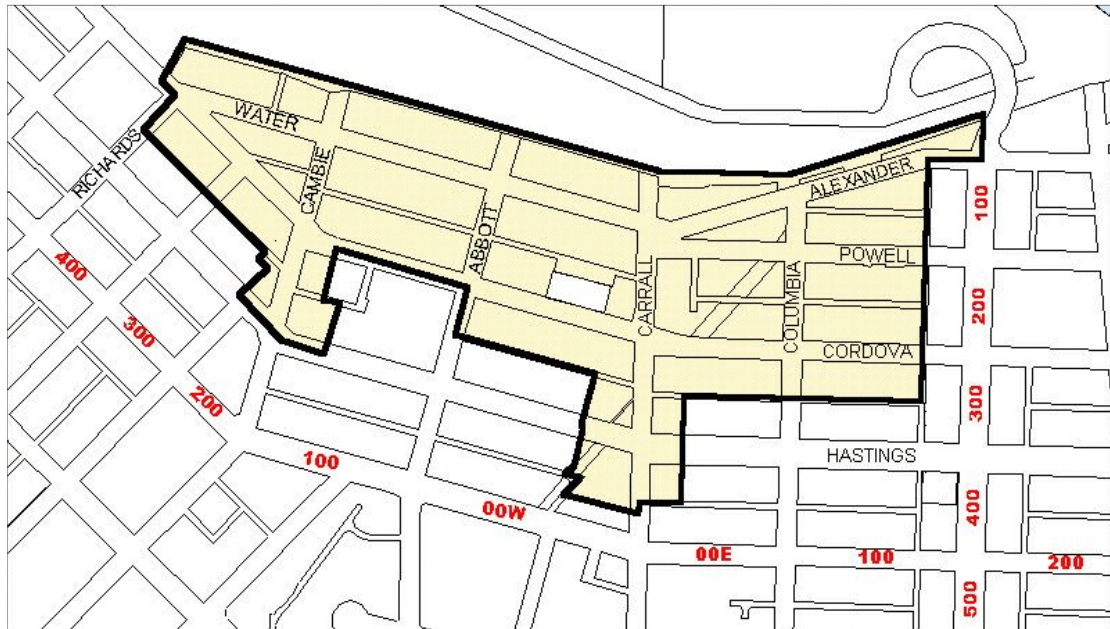 WATER
RICHARDS
CAMBIE
ABBOTT
ALEXANDER
100
POWELL
400
CARRALL
COLUMBIA
200
300
CORDOVA
200
300
100
HASTINGS
00W
400
00E
100
200
500